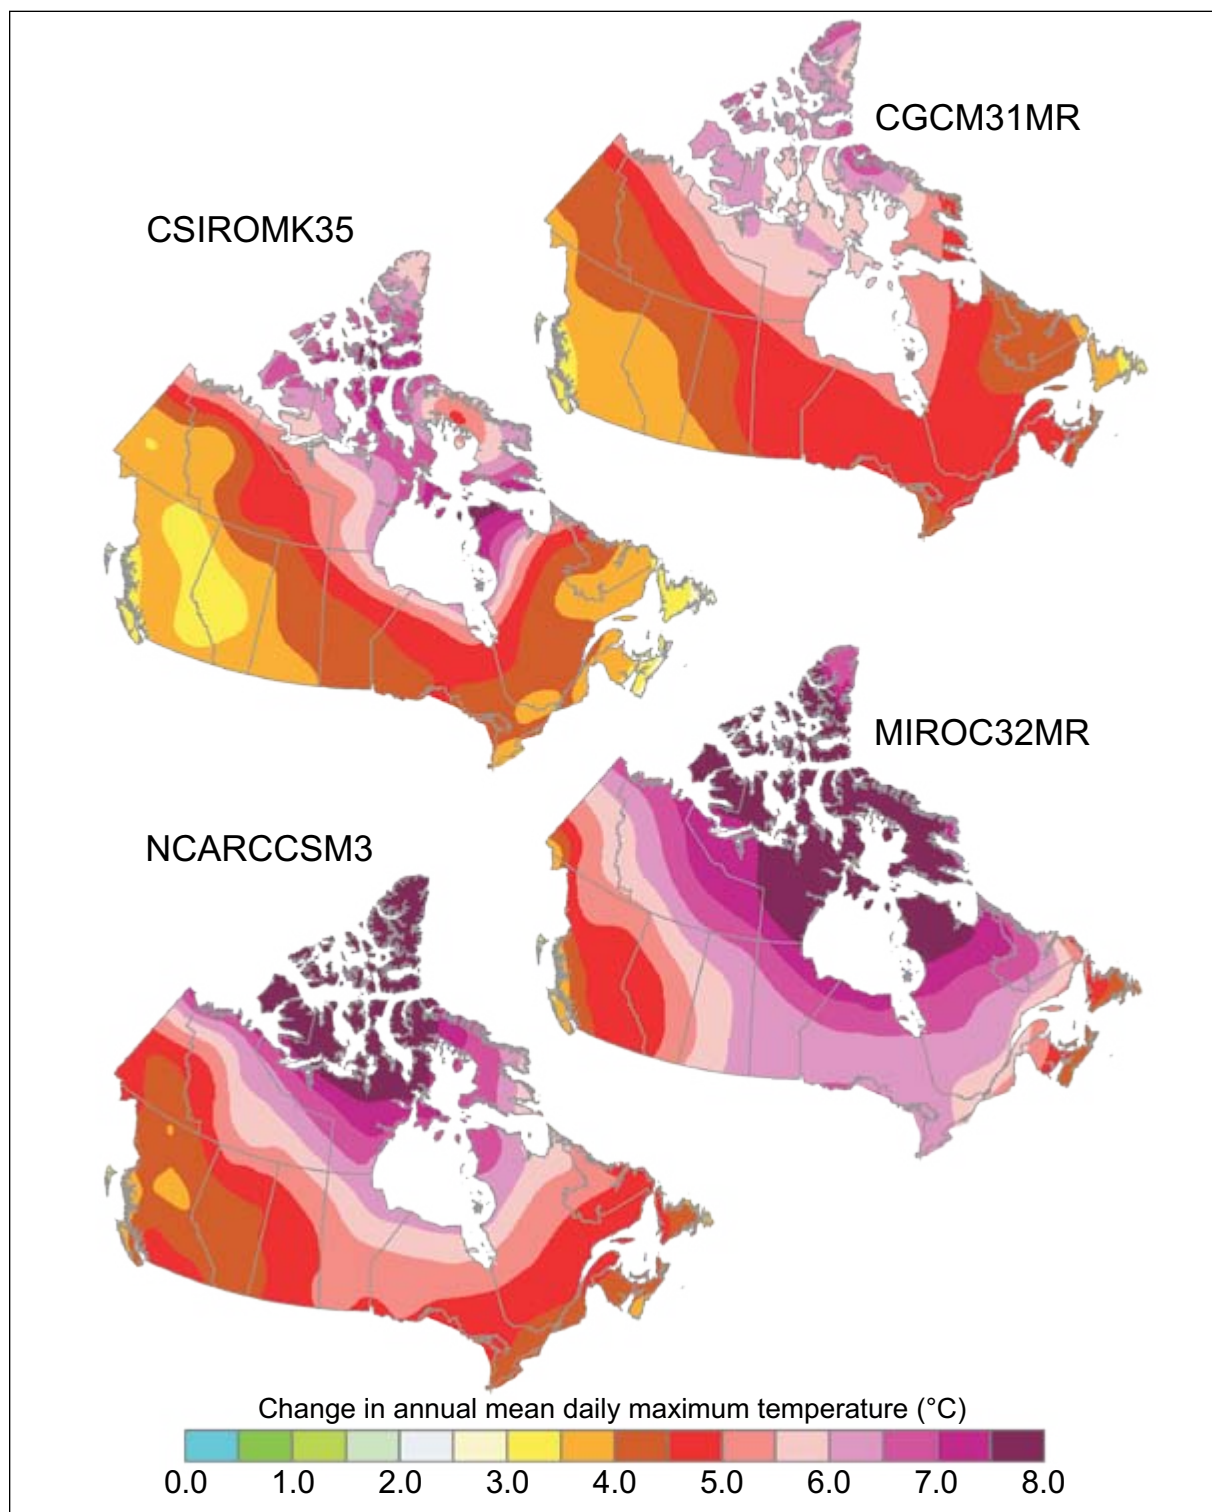 CGCM31MR
CSIROMK35
MIROC32MR
NCARCCSM3
Change in annual mean daily maximum temperature (°C)
0.0 1.0 2.0 3.0 4.0 5.0 6.0 7.0 8.0